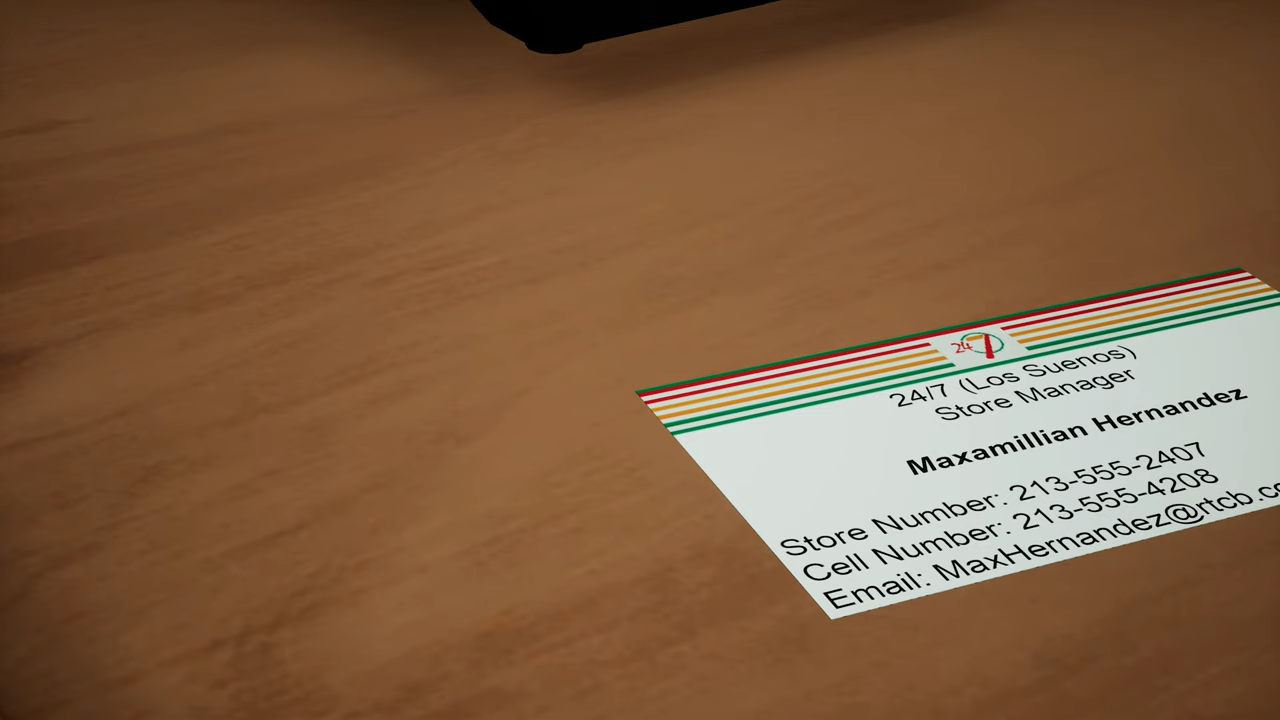 24/7
24/7 (Los Suenos)
Store Manager
Maxamillian Hernandez
Store Number: 213-555-2407
Cell Number: 213-555-4208
Email: MaxHernandez@rtcb.co